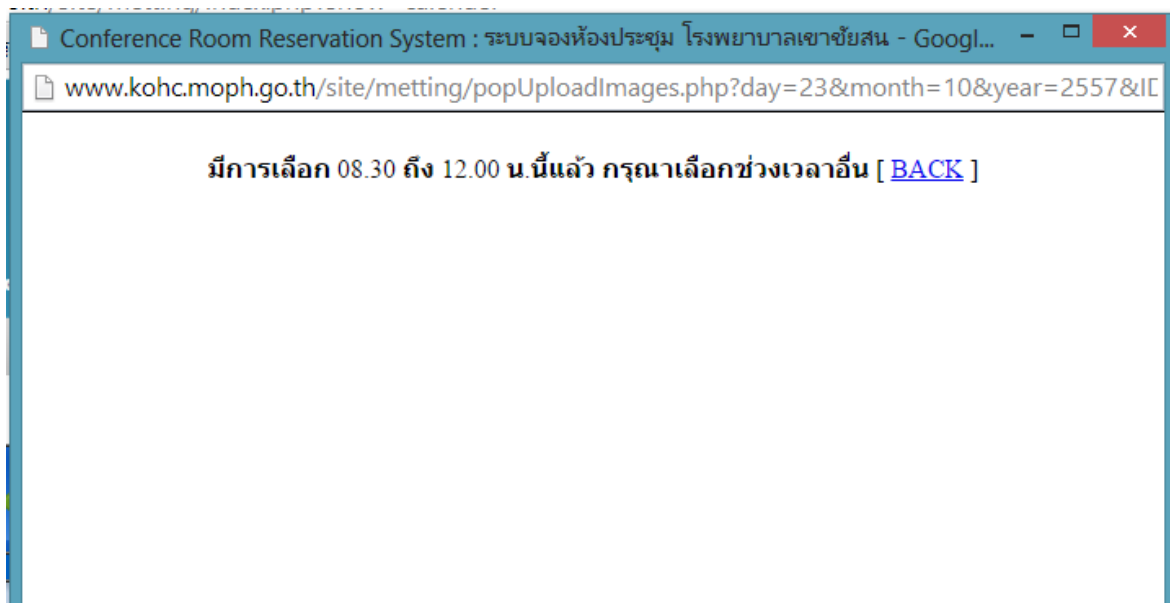 Conference Room Reservation System : ระบบจองห้องประชุม โรงพยาบาลเขาชัยสน - Googl...
www.kohc.moph.go.th/site/metting/popUploadImages.php?day=23&month=10&year=2557&ID
มีการเลือก 08.30 ถึง 12.00 น.นี้แล้ว กรุณาเลือกช่วงเวลาอื่น [ BACK ]